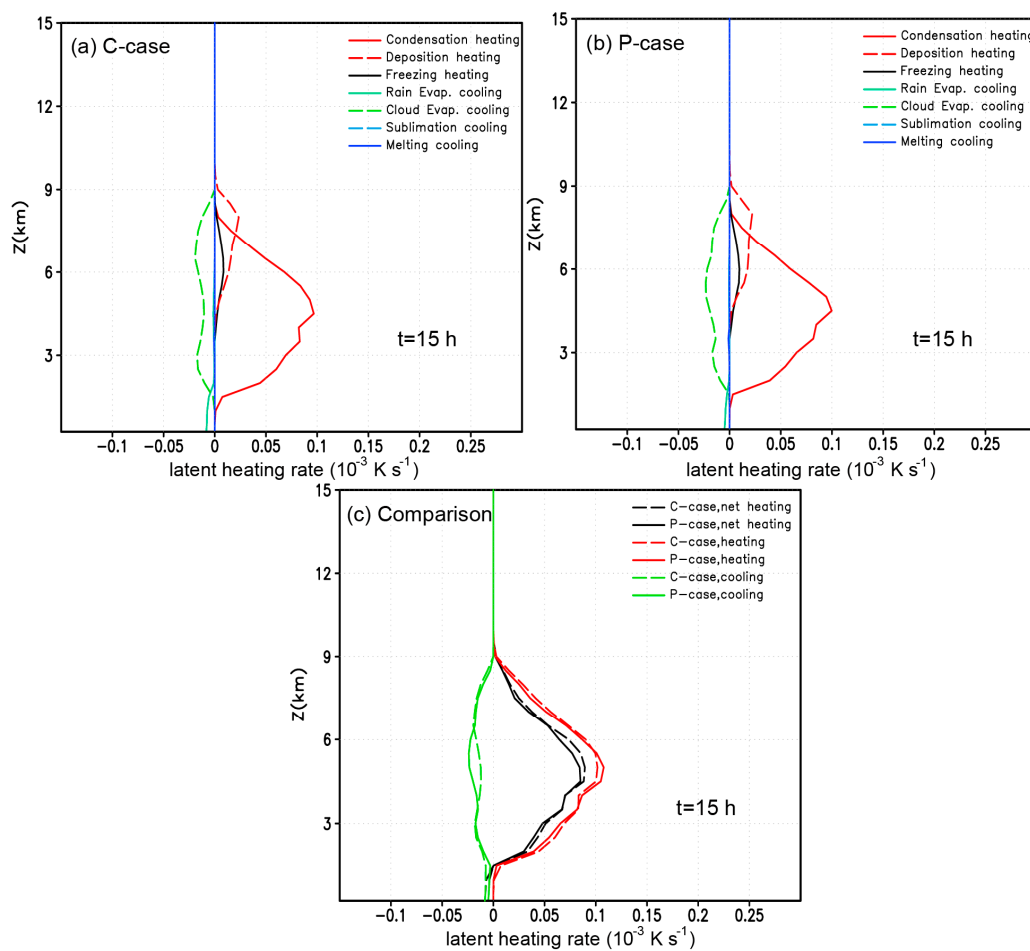 (a) C-case
Condensation heating
Deposition heating
Freezing heating
Rain Evap. cooling
Cloud Evap. cooling
Sublimation cooling
Melting cooling
15
12
9
6
3
Z(km)
t=15 h
-0.1 -0.05 0 0.05 0.1 0.15 0.2 0.25
latent heating rate (10⁻³ K s⁻¹)
(b) P-case
Condensation heating
Deposition heating
Freezing heating
Rain Evap. cooling
Cloud Evap. cooling
Sublimation cooling
Melting cooling
15
12
9
6
3
Z(km)
t=15 h
-0.1 -0.05 0 0.05 0.1 0.15 0.2 0.25
latent heating rate (10⁻³ K s⁻¹)
(c) Comparison
C-case,net heating
P-case,net heating
C-case,heating
P-case,heating
C-case,cooling
P-case,cooling
15
12
9
6
3
Z(km)
t=15 h
-0.1 -0.05 0 0.05 0.1 0.15 0.2 0.25
latent heating rate (10⁻³ K s⁻¹)